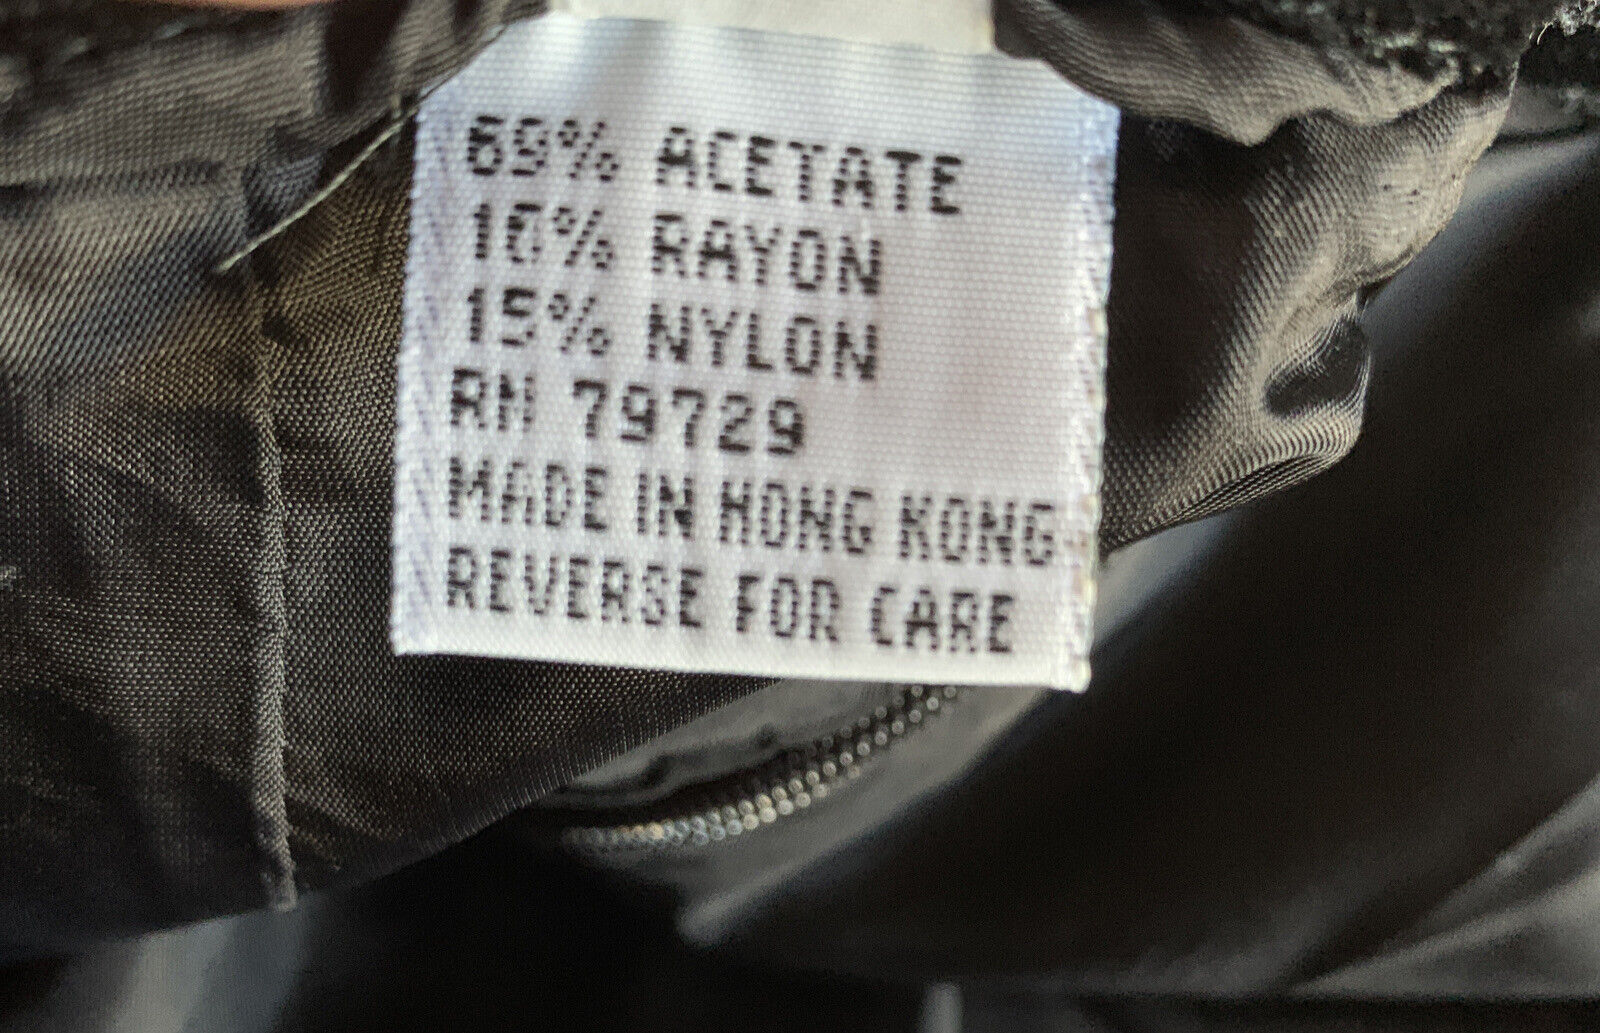 69% ACETATE
16% RAYON
15% NYLON
RN 79729
MADE IN HONG KONG
REVERSE FOR CARE